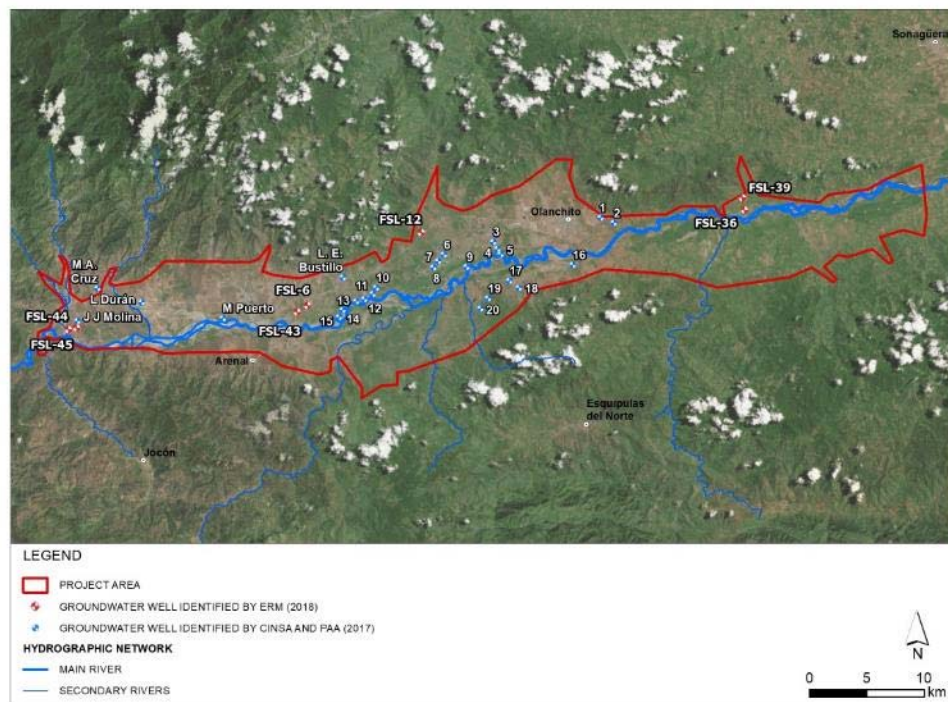 Sonagüera
FSL-39
FSL-12
Olanchito
1
2
FSL-36
3
6
L. E.
Bustillo
7
4
5
9
16
8
M.A.
Cruz
10
17
18
FSL-6
11
L Durán
13
12
19
M Puerto
20
FSL-44
J J Molina
FSL-43
15
14
FSL-45
Arenal
Esquipulas
del Norte
Jocón
LEGEND
PROJECT AREA
GROUNDWATER WELL IDENTIFIED BY ERM (2018)
GROUNDWATER WELL IDENTIFIED BY CINSA AND PAA (2017)
HYDROGRAPHIC NETWORK
MAIN RIVER
SECONDARY RIVERS
N
0 5 10
km